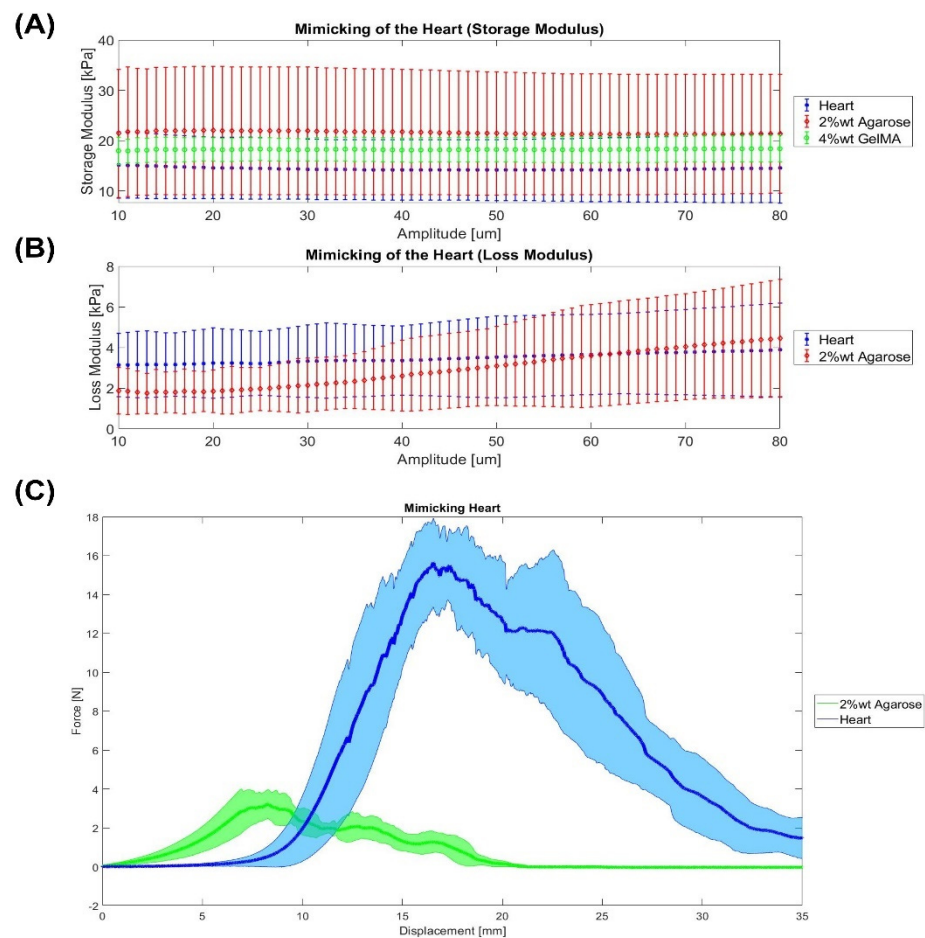 (A)
Mimicking of the Heart (Storage Modulus)
Storage Modulus [kPa]
40
30
20
10
10 20 30 40 50 60 70 80
Amplitude [um]
Heart
2%wt Agarose
4%wt GelMA
(B)
Mimicking of the Heart (Loss Modulus)
Loss Modulus [kPa]
8
6
4
2
0
10 20 30 40 50 60 70 80
Amplitude [um]
Heart
2%wt Agarose
(C)
Mimicking Heart
Force [N]
18
16
14
12
10
8
6
4
2
0
-2
0 5 10 15 20 25 30 35
Displacement [mm]
2%wt Agarose
Heart